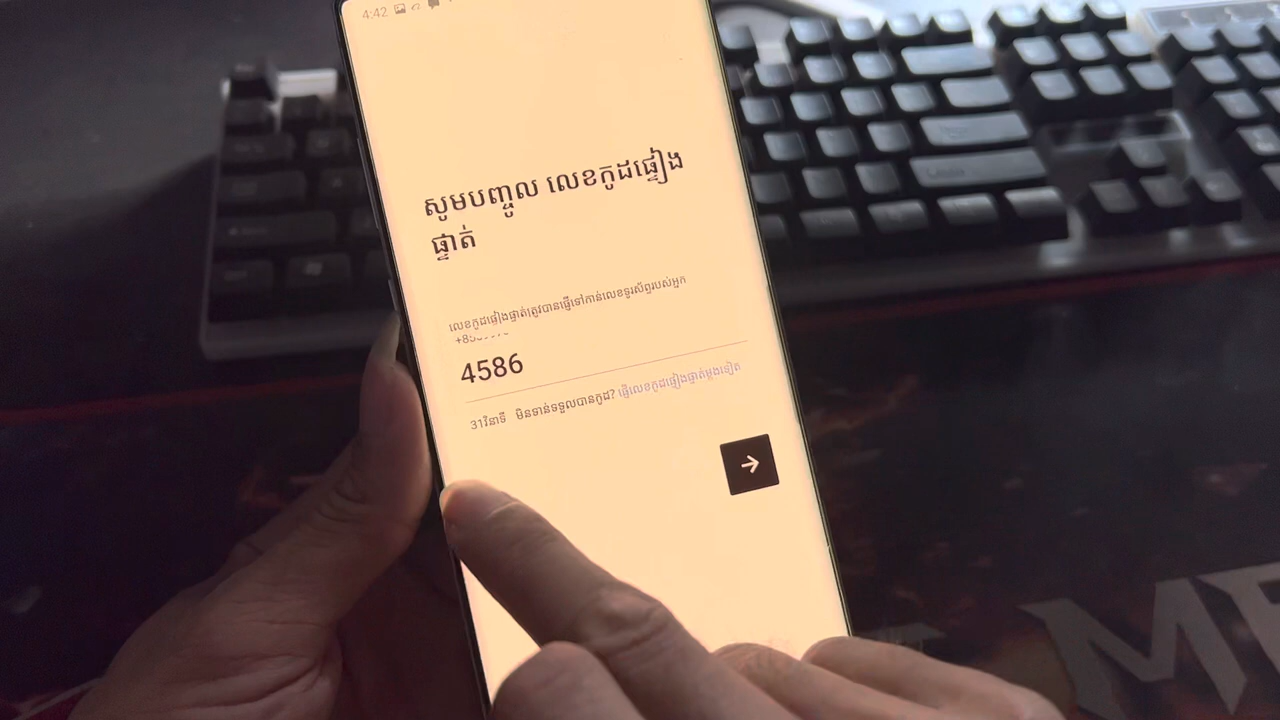 4:42
សូមបញ្ចូល លេខកូដផ្ទៀង
ផ្ទាត់
លេខកូដផ្ទៀងផ្ទាត់ត្រូវបានផ្ញើទៅកាន់លេខទូរស័ព្ទរបស់អ្នក
4586
31វិនាទី មិនទាន់ទទួលបានកូដ? ផ្ញើលេខកូដផ្ទៀងផ្ទាត់ម្តងទៀត